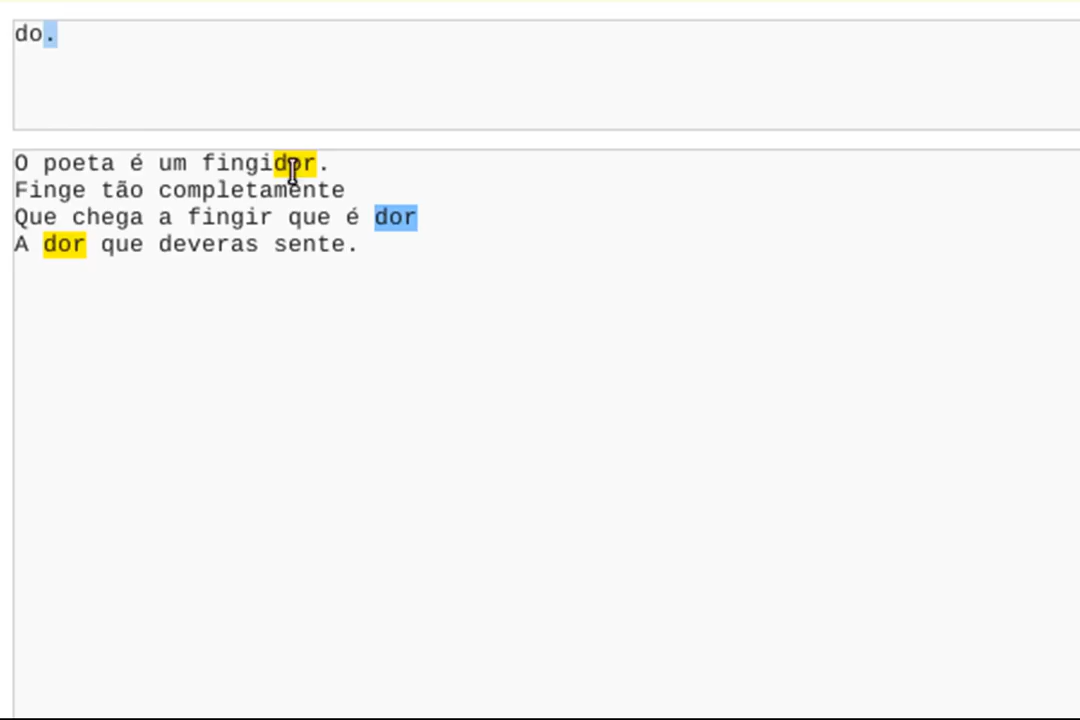 do.
O poeta é um fingidor.
Finge tão completamente
Que chega a fingir que é dor
A dor que deveras sente.